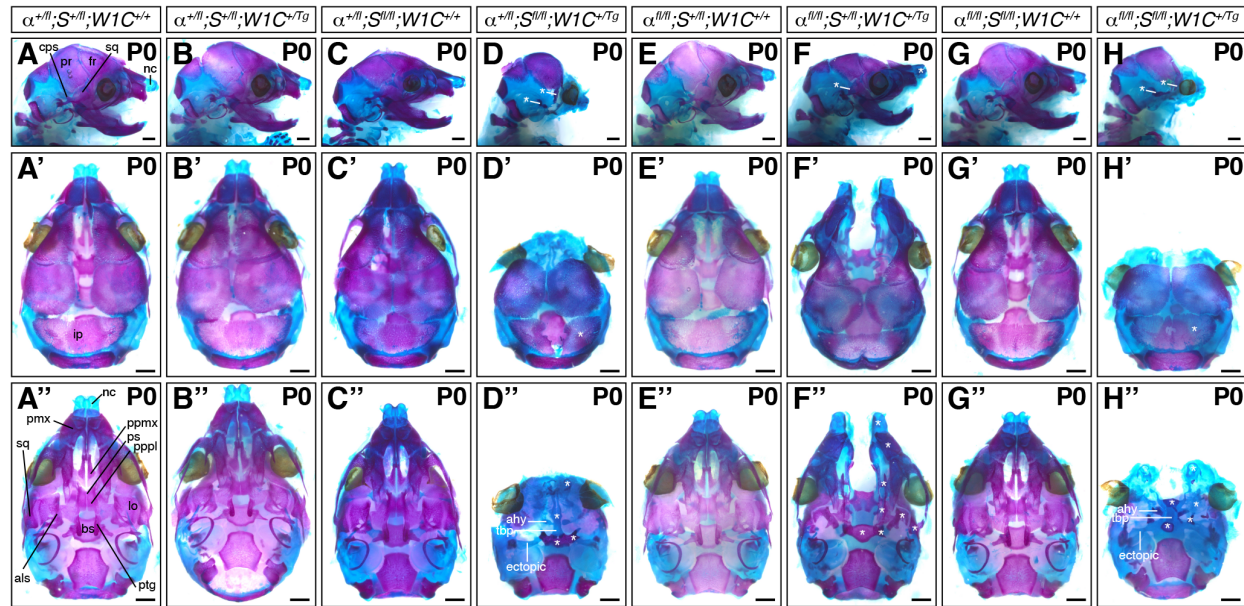 α+/fl;S+/fl;W1C+/+ α+/fl;S+/fl;W1C+/Tg α+/fl;Sfl/fl;W1C+/+ α+/fl;Sfl/fl;W1C+/Tg αfl/fl;S+/fl;W1C+/+ αfl/fl;S+/fl;W1C+/Tg αfl/fl;Sfl/fl;W1C+/+ αfl/fl;Sfl/fl;W1C+/Tg
A cps pr fr sq nc P0 B P0 C P0 D * * P0 E P0 F * * P0 G P0 H * * P0
A’ ip P0 B’ P0 C’ P0 D’ * P0 E’ P0 F’ P0 G’ P0 H’ * P0
A’’ P0 B’’ P0 C’’ P0 D’’ P0 E’’ P0 F’’ P0 G’’ P0 H’’ P0
nc
pmx ppmx
ps
sq pppl
lo
bs
als ptg
* * * * *
ahy
tbp
ectopic
* * * * * * * * *
* * * * *
ahy
tbp
ectopic